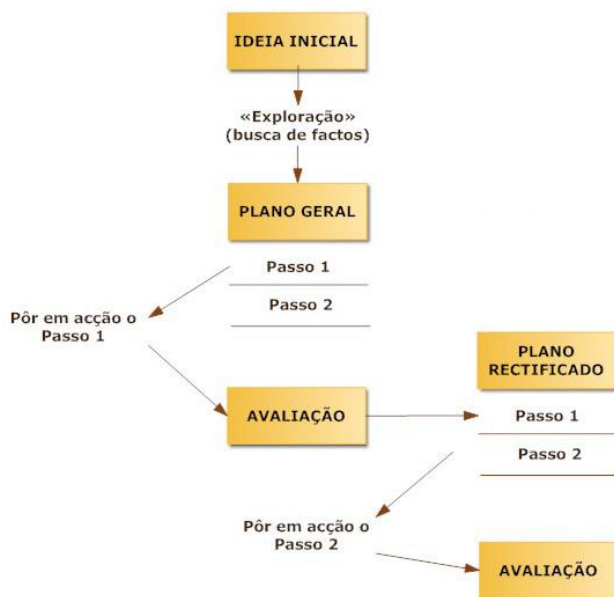 IDEIA INICIAL
«Exploração»
(busca de factos)
PLANO GERAL
Passo 1
Passo 2
Pôr em acção o
Passo 1
AVALIAÇÃO
PLANO
RECTIFICADO
Passo 1
Passo 2
Pôr em acção o
Passo 2
AVALIAÇÃO